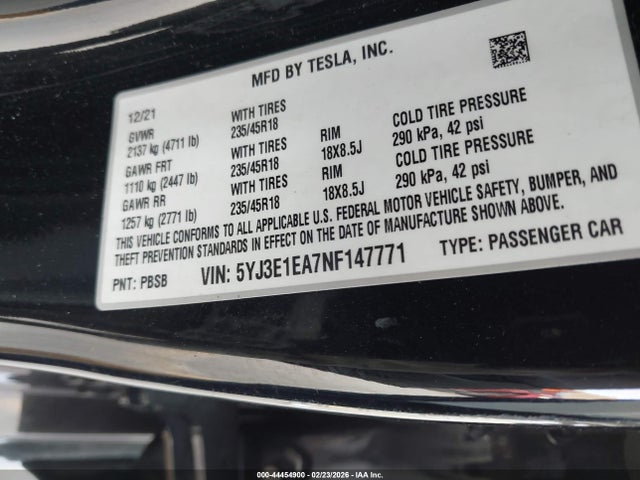 MFD BY TESLA, INC.
12/21
GVWR WITH TIRES
2137 kg (4711 lb) 235/45R18 RIM COLD TIRE PRESSURE
GAWR FRT WITH TIRES 18X8.5J 290 kPa, 42 psi
1110 kg (2447 lb) 235/45R18 RIM COLD TIRE PRESSURE
GAWR RR WITH TIRES 18X8.5J 290 kPa, 42 psi
1257 kg (2771 lb) 235/45R18
THIS VEHICLE CONFORMS TO ALL APPLICABLE U.S. FEDERAL MOTOR VEHICLE SAFETY, BUMPER, AND
THEFT PREVENTION STANDARDS IN EFFECT ON THE DATE OF MANUFACTURE SHOWN ABOVE.
PNT: PBSB VIN: 5YJ3E1EA7NF147771 TYPE: PASSENGER CAR
000-44454900 - 02/23/2026 - IAA Inc.